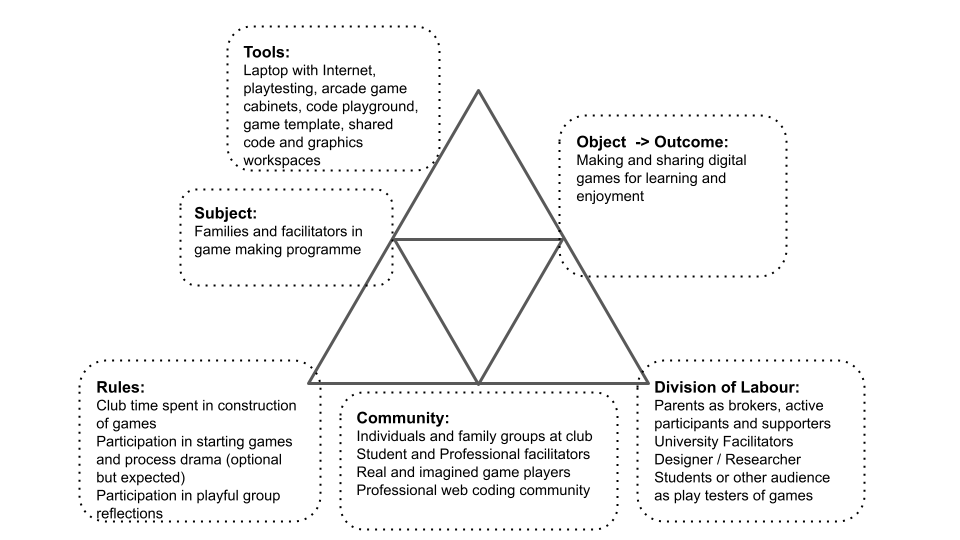 Tools:
Laptop with Internet,
playtesting, arcade game
cabinets, code playground,
game template, shared
code and graphics
workspaces
Object -> Outcome:
Making and sharing digital
games for learning and
enjoyment
Subject:
Families and facilitators in
game making programme
Rules:
Club time spent in construction
of games
Participation in starting games
and process drama (optional
but expected)
Participation in playful group
reflections
Community:
Individuals and family groups at club
Student and Professional facilitators
Real and imagined game players
Professional web coding community
Division of Labour:
Parents as brokers, active
participants and supporters
University Facilitators
Designer / Researcher
Students or other audience
as play testers of games